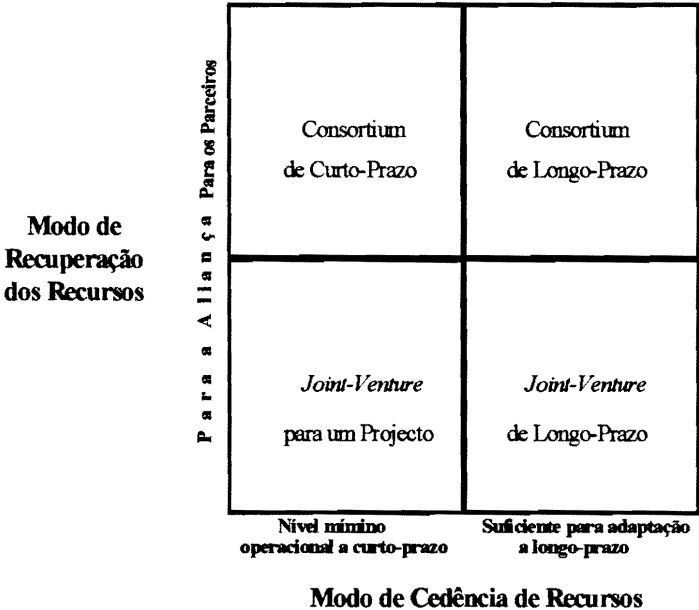 Para os Parceiros
Consortium
de Curto-Prazo
Consortium
de Longo-Prazo
Modo de
Recuperação
dos Recursos
Para a Aliança
Joint-Venture
para um Projecto
Joint-Venture
de Longo-Prazo
Nível mímino
operacional a curto-prazo
Suficiente para adaptação
a longo-prazo
Modo de Cedência de Recursos